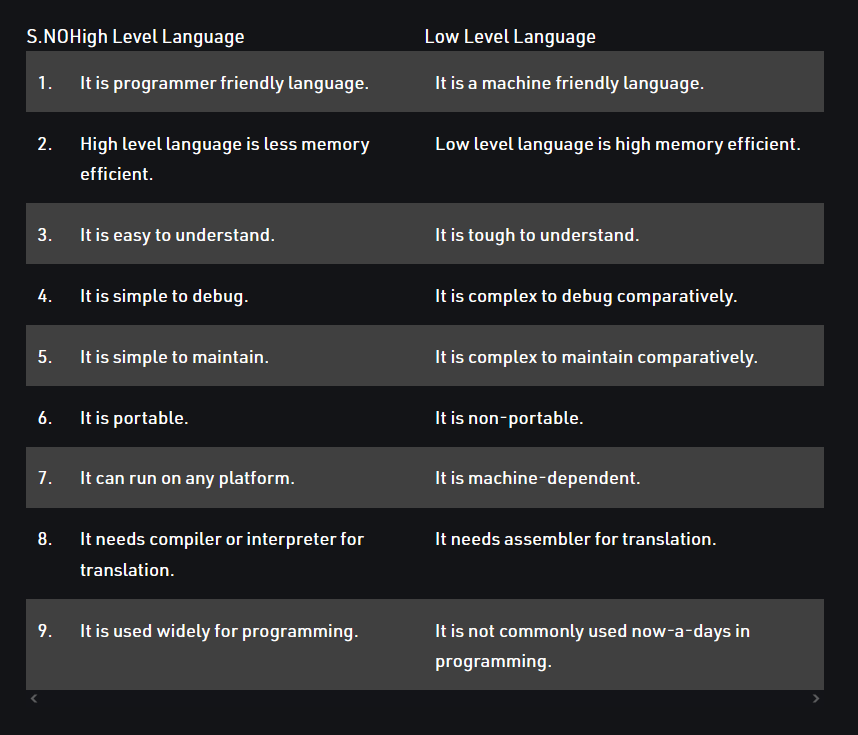 S.NOHigh Level Language Low Level Language
1. It is programmer friendly language. It is a machine friendly language.
2. High level language is less memory Low level language is high memory efficient.
efficient.
3. It is easy to understand. It is tough to understand.
4. It is simple to debug. It is complex to debug comparatively.
5. It is simple to maintain. It is complex to maintain comparatively.
6. It is portable. It is non-portable.
7. It can run on any platform. It is machine-dependent.
8. It needs compiler or interpreter for It needs assembler for translation.
translation.
9. It is used widely for programming. It is not commonly used now-a-days in
programming.